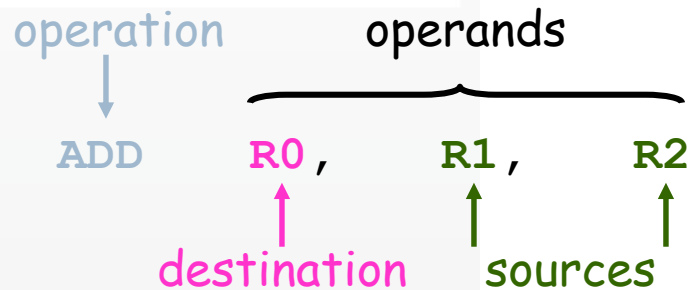 operation operands
ADD R0, R1, R2
destination sources